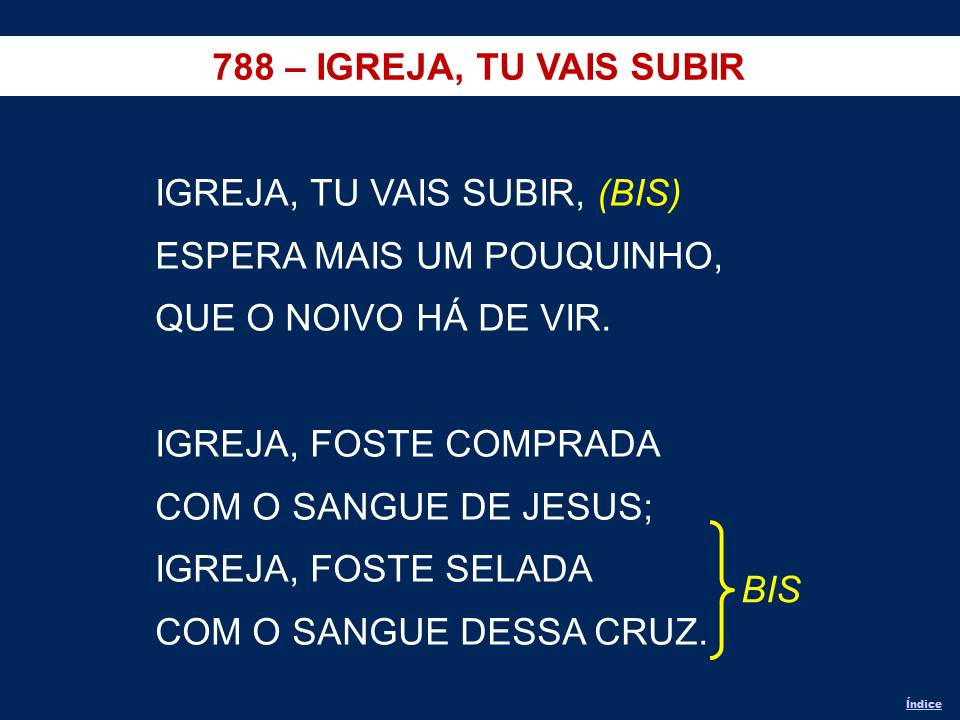 788 – IGREJA, TU VAIS SUBIR
IGREJA, TU VAIS SUBIR, (BIS)
ESPERA MAIS UM POUQUINHO,
QUE O NOIVO HÁ DE VIR.
IGREJA, FOSTE COMPRADA
COM O SANGUE DE JESUS;
IGREJA, FOSTE SELADA
COM O SANGUE DESSA CRUZ.
BIS
Índice